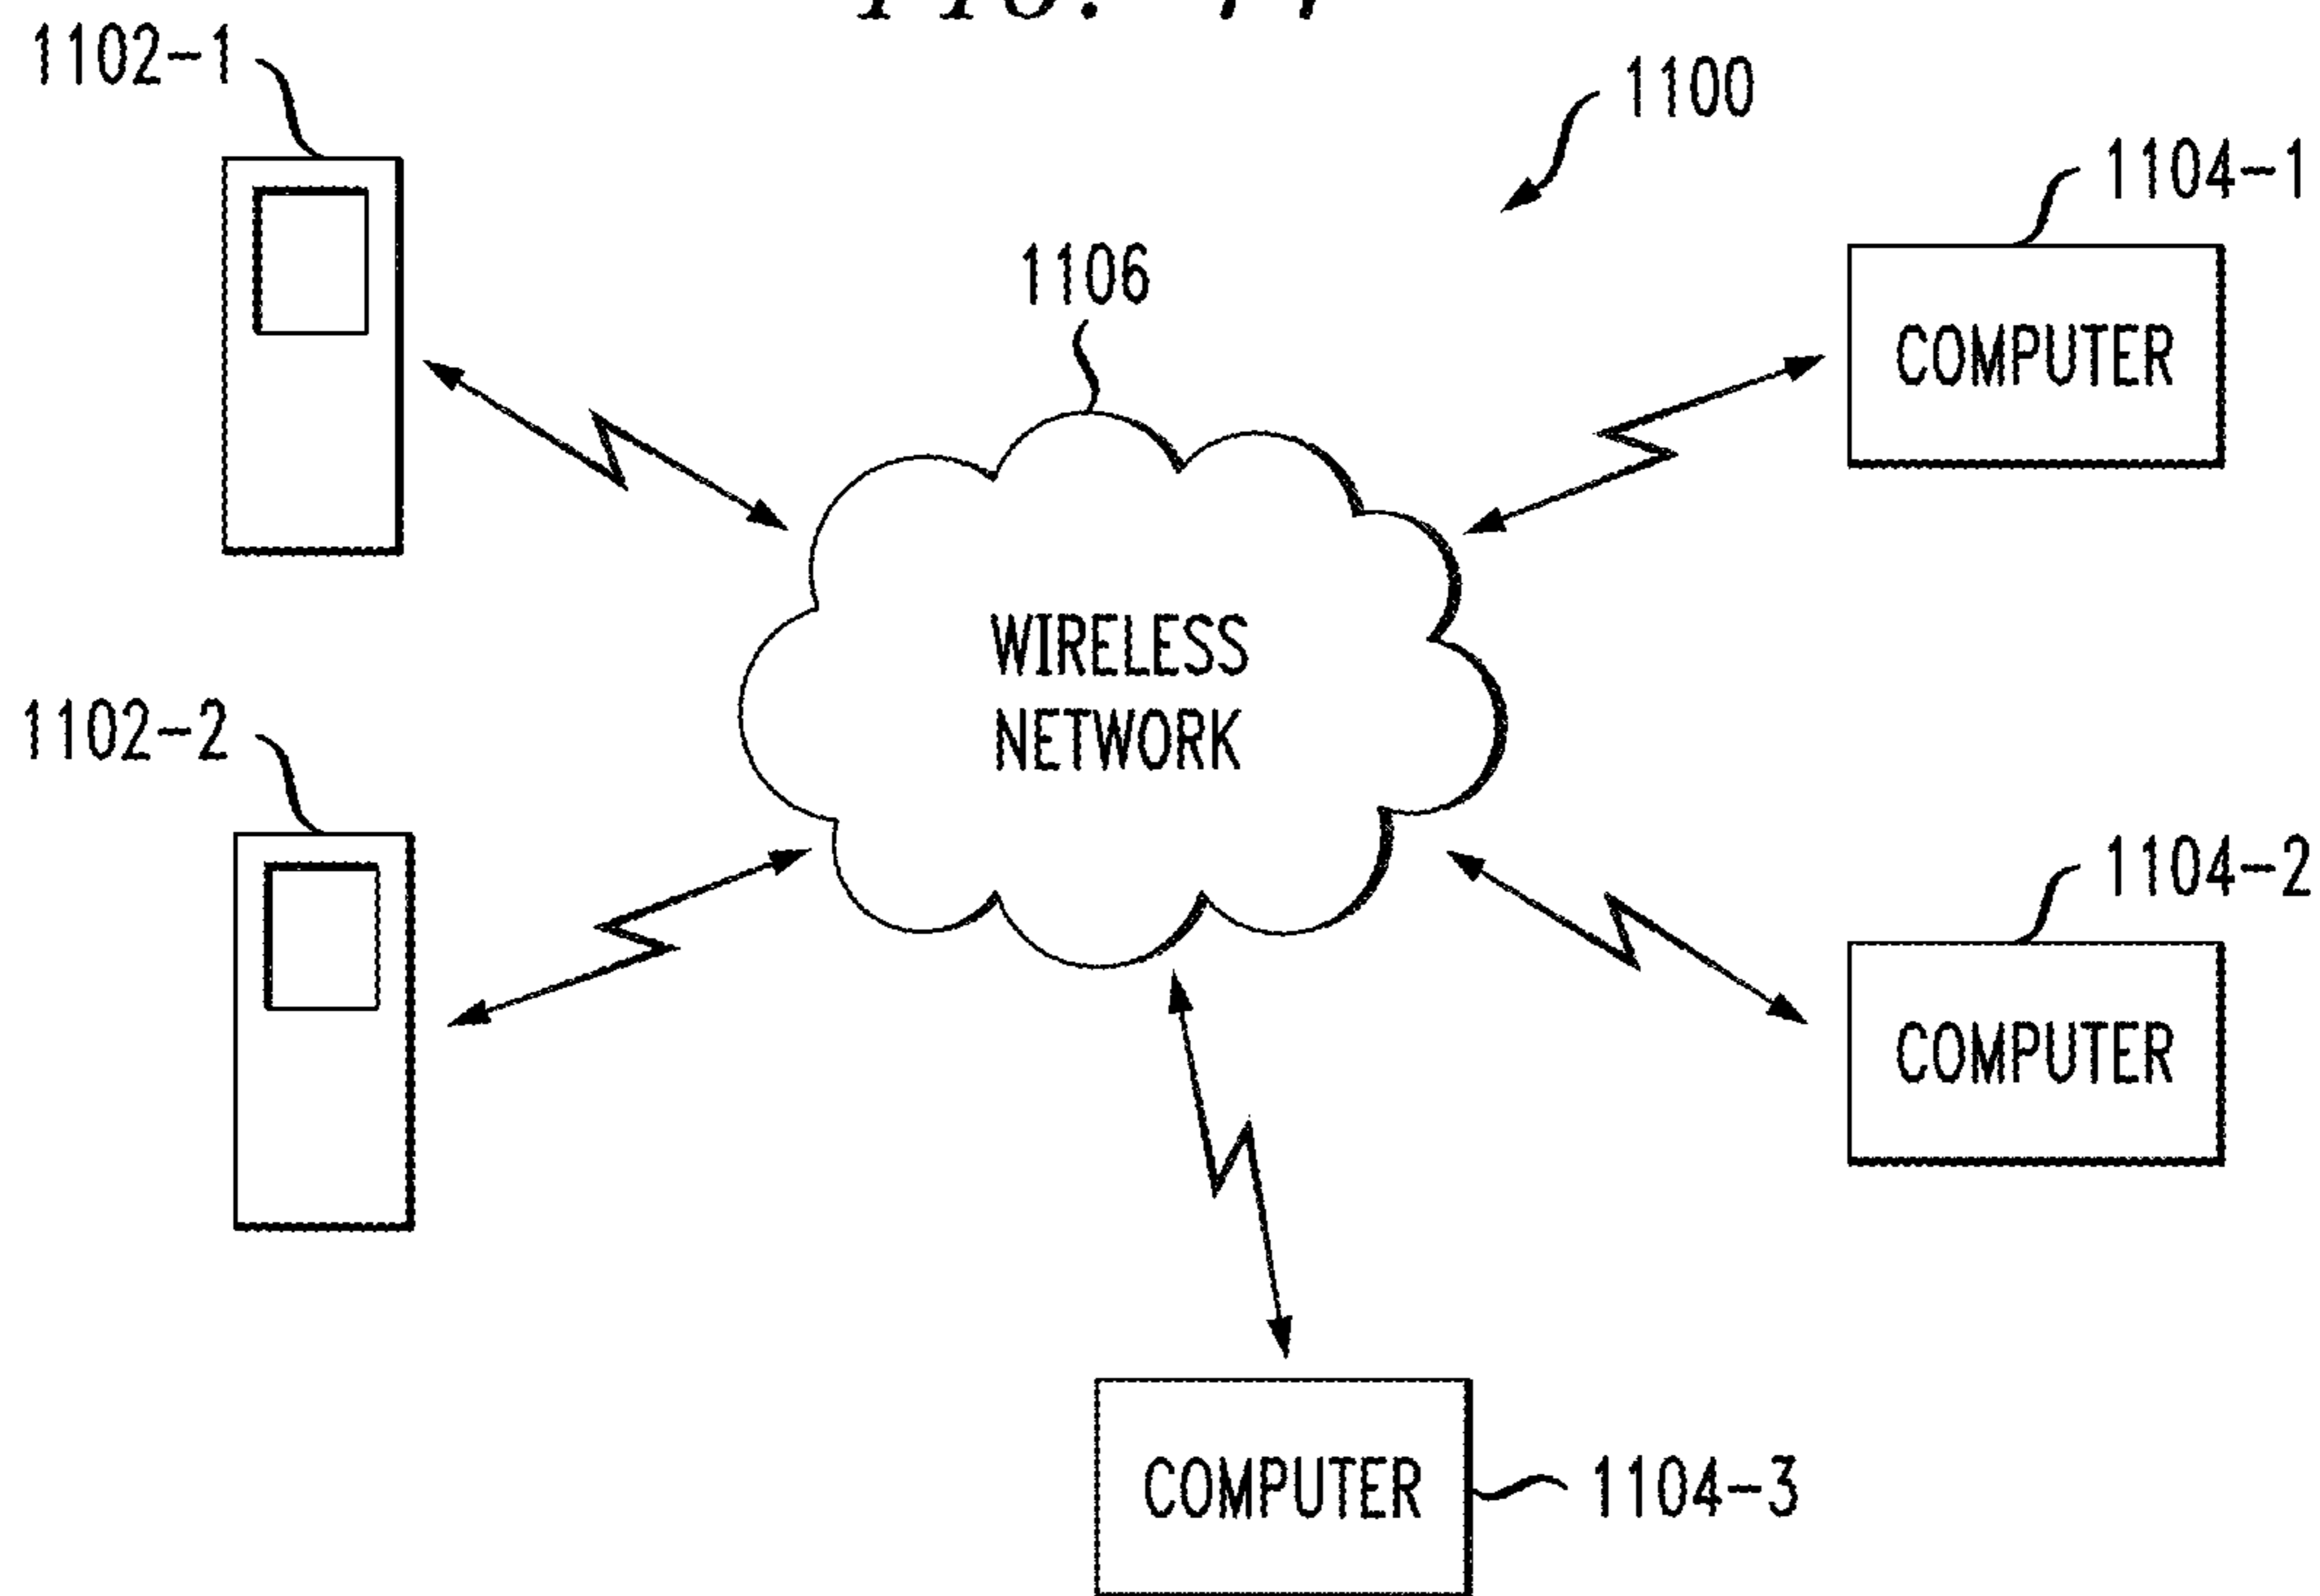 1102-1
1100
1104-1
1106
COMPUTER
WIRELESS
NETWORK
1102-2
1104-2
COMPUTER
COMPUTER
1104-3